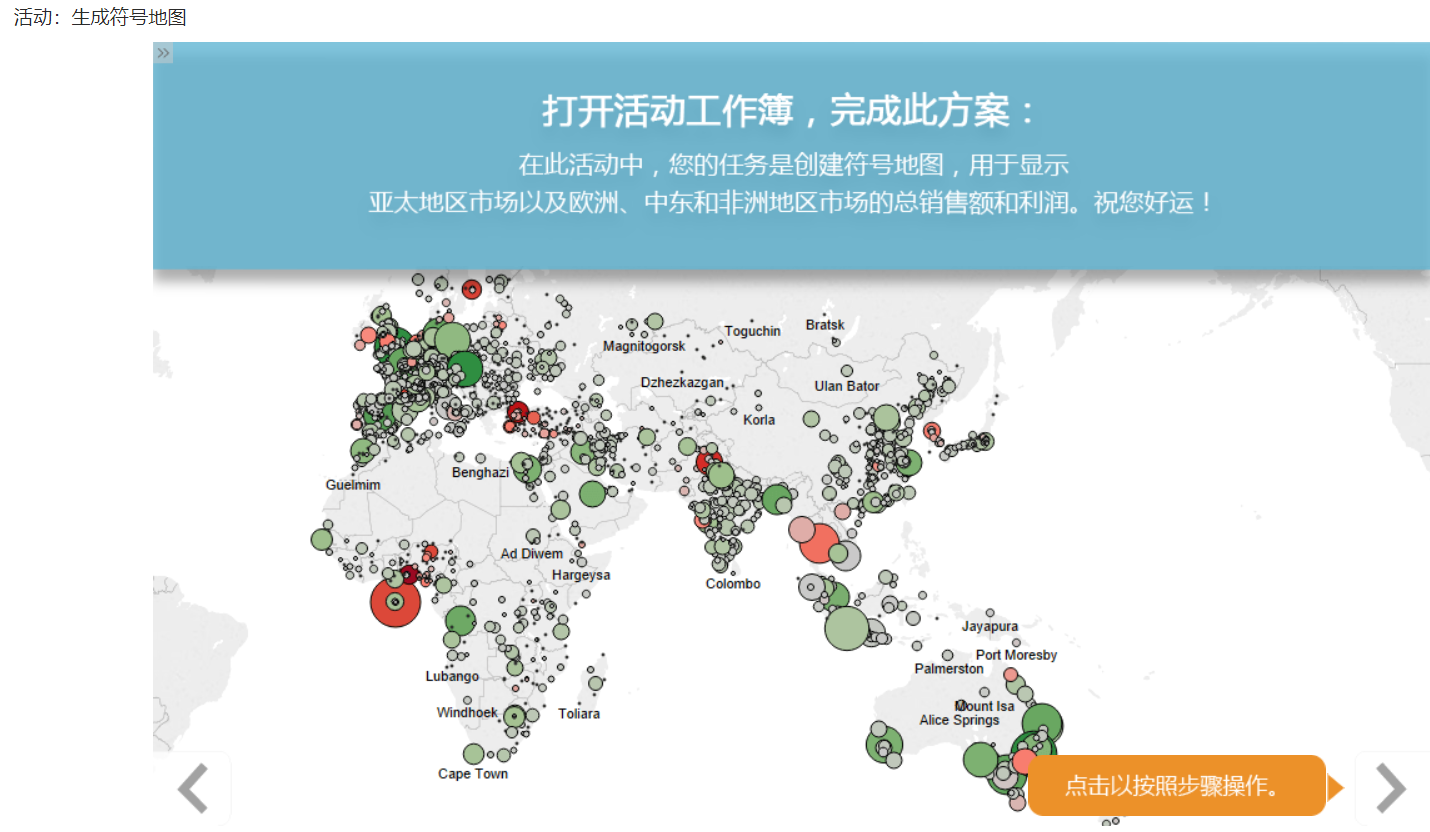 活动：生成符号地图
»
打开活动工作簿，完成此方案：
在此活动中，您的任务是创建符号地图，用于显示
亚太地区市场以及欧洲、中东和非洲地区市场的总销售额和利润。祝您好运！
Toguchin
Bratsk
Magnitogorsk
Dzhezkazgan
Ulan Bator
Korla
Benghazi
Guelmim
Ad Diwem
Hargeysa
Colombo
Jayapura
Port Moresby
Palmerston
Lubango
Mount Isa
Windhoek
Toliara
Alice Springs
Cape Town
点击以按照步骤操作。